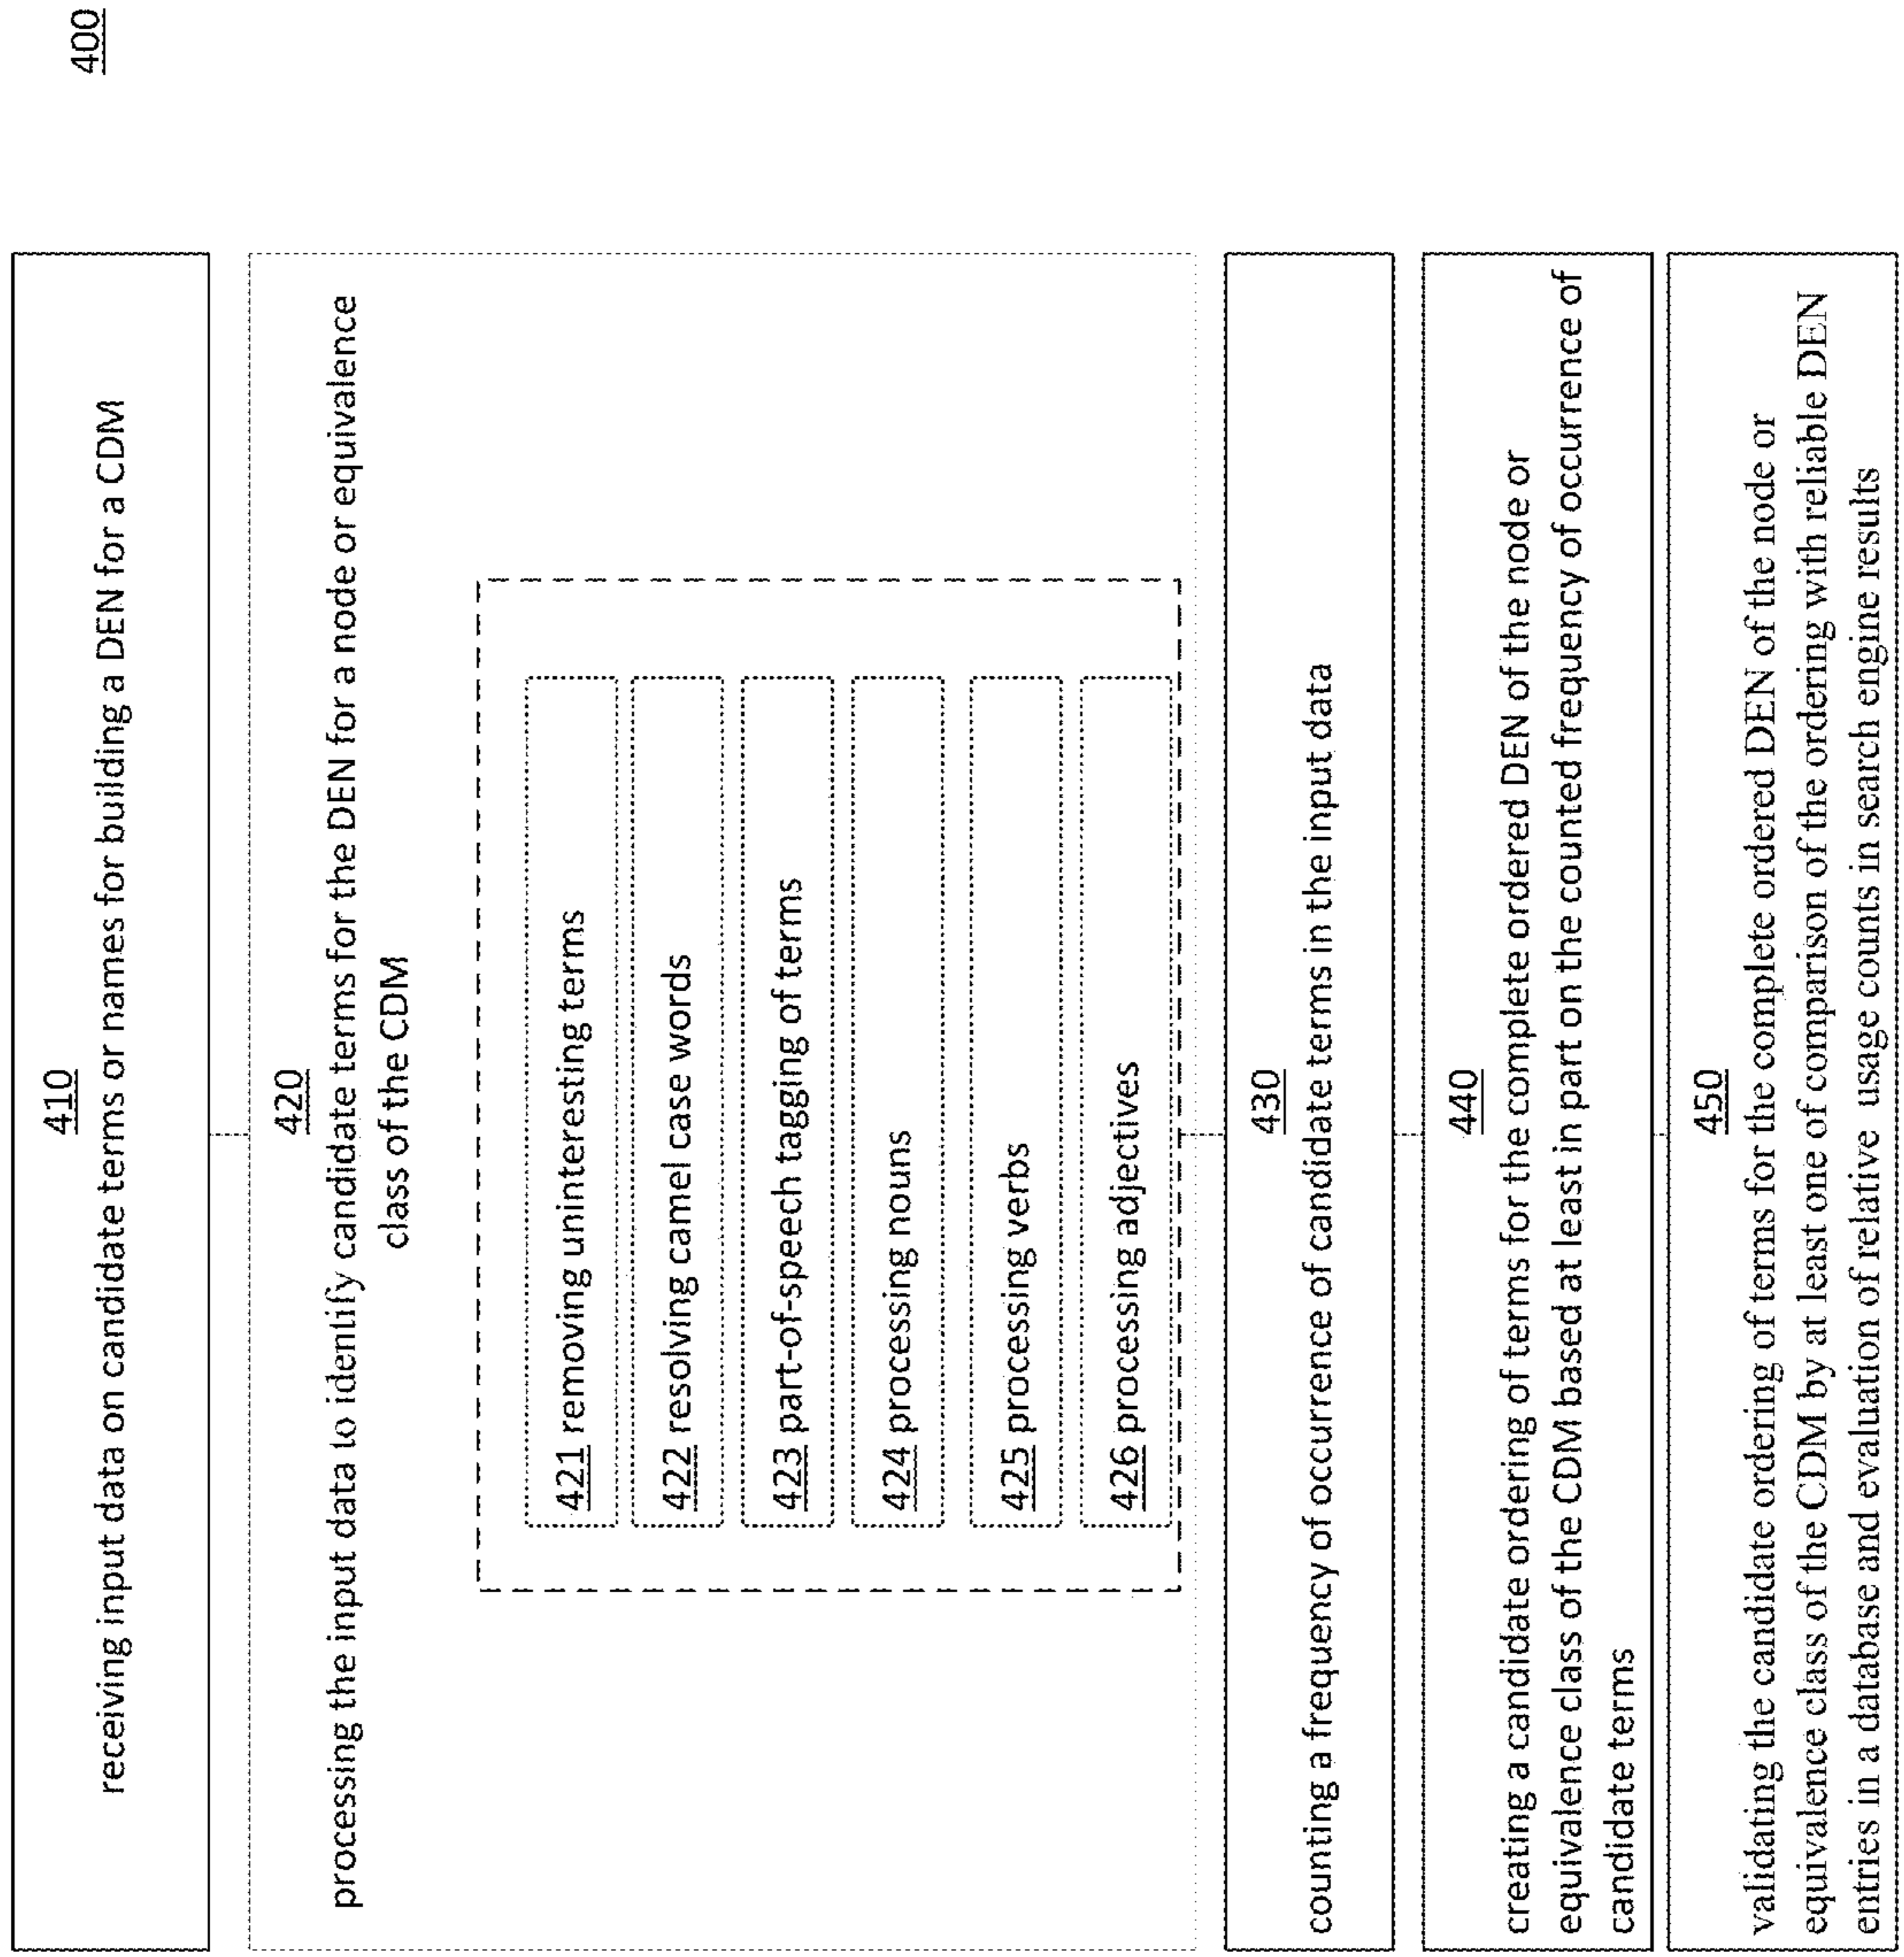 400
410
receiving input data on candidate terms or names for building a DEN for a CDM
420
processing the input data to identify candidate terms for the DEN for a node or equivalence
class of the CDM
421 removing uninteresting terms
422 resolving camel case words
423 part-of-speech tagging of terms
424 processing nouns
425 processing verbs
426 processing adjectives
430
counting a frequency of occurrence of candidate terms in the input data
440
creating a candidate ordering of terms for the complete ordered DEN of the node or
equivalence class of the CDM based at least in part on the counted frequency of occurrence of
candidate terms
450
validating the candidate ordering of terms for the complete ordered DEN of the node or
equivalence class of the CDM by at least one of comparison of the ordering with reliable DEN
entries in a database and evaluation of relative usage counts in search engine results